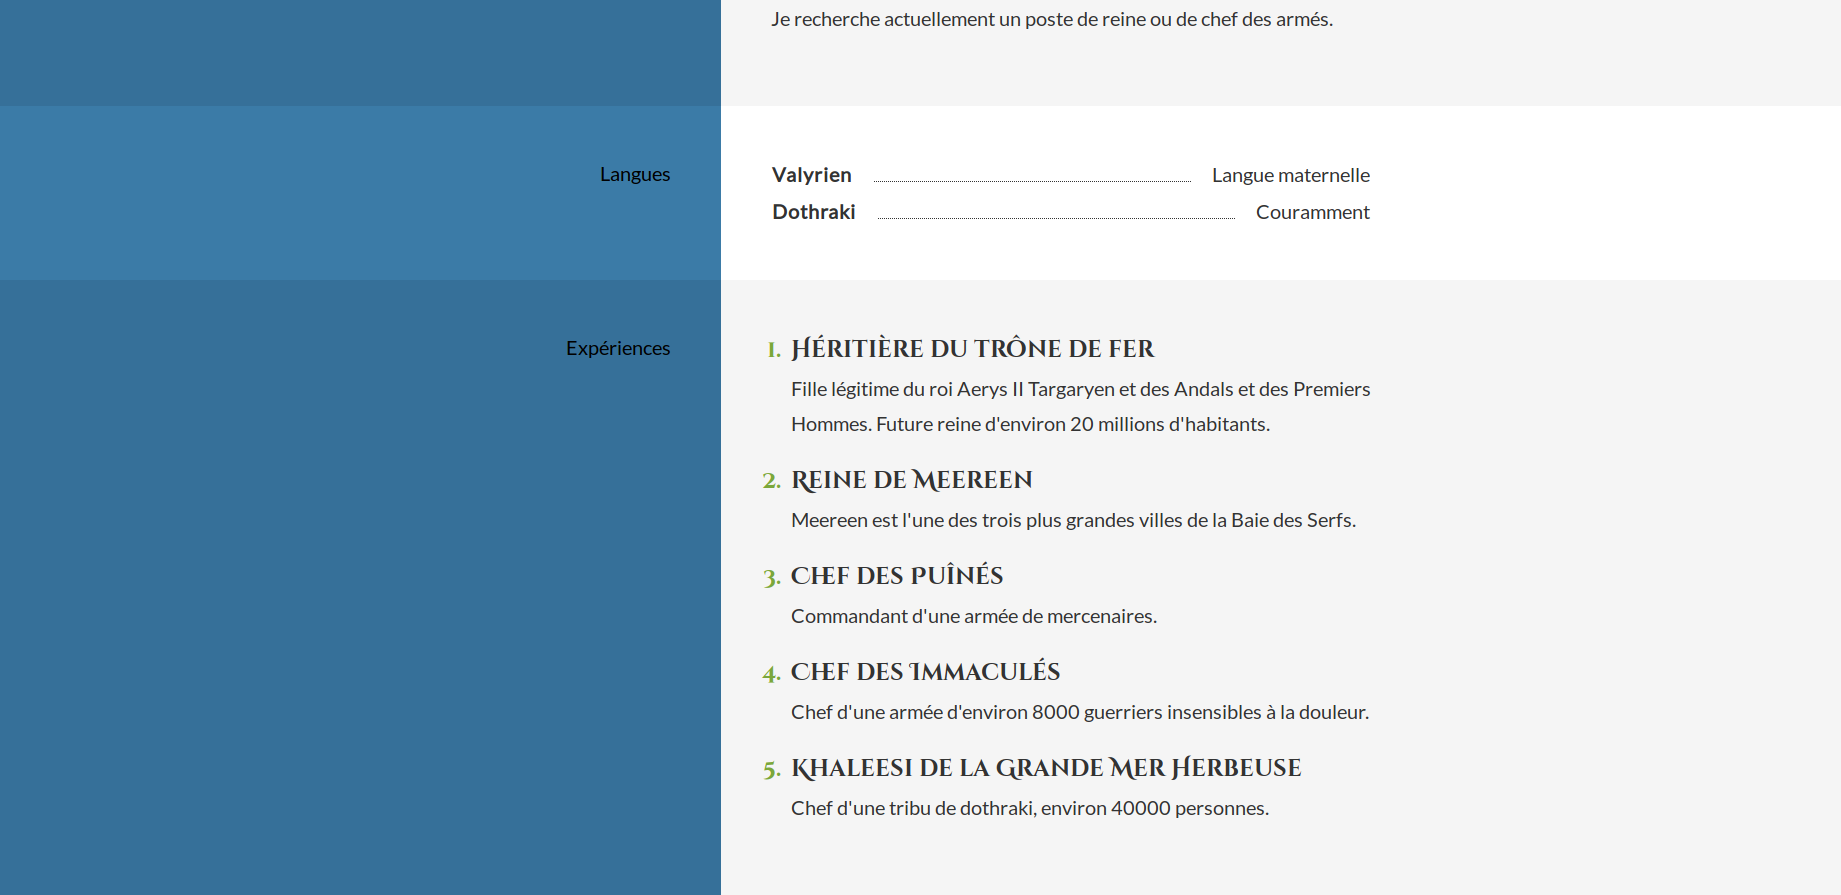 Je recherche actuellement un poste de reine ou de chef des armés.
Langues
Valyrien Langue maternelle
Dothraki Couramment
Expériences
1. Héritière du trône de fer
Fille légitime du roi Aerys II Targaryen et des Andals et des Premiers
Hommes. Future reine d'environ 20 millions d'habitants.
2. Reine de Meereen
Meereen est l'une des trois plus grandes villes de la Baie des Serfs.
3. Chef des Puînés
Commandant d'une armée de mercenaires.
4. Chef des Immaculés
Chef d'une armée d'environ 8000 guerriers insensibles à la douleur.
5. Khaleesi de la Grande Mer Herbeuse
Chef d'une tribu de dothraki, environ 40000 personnes.